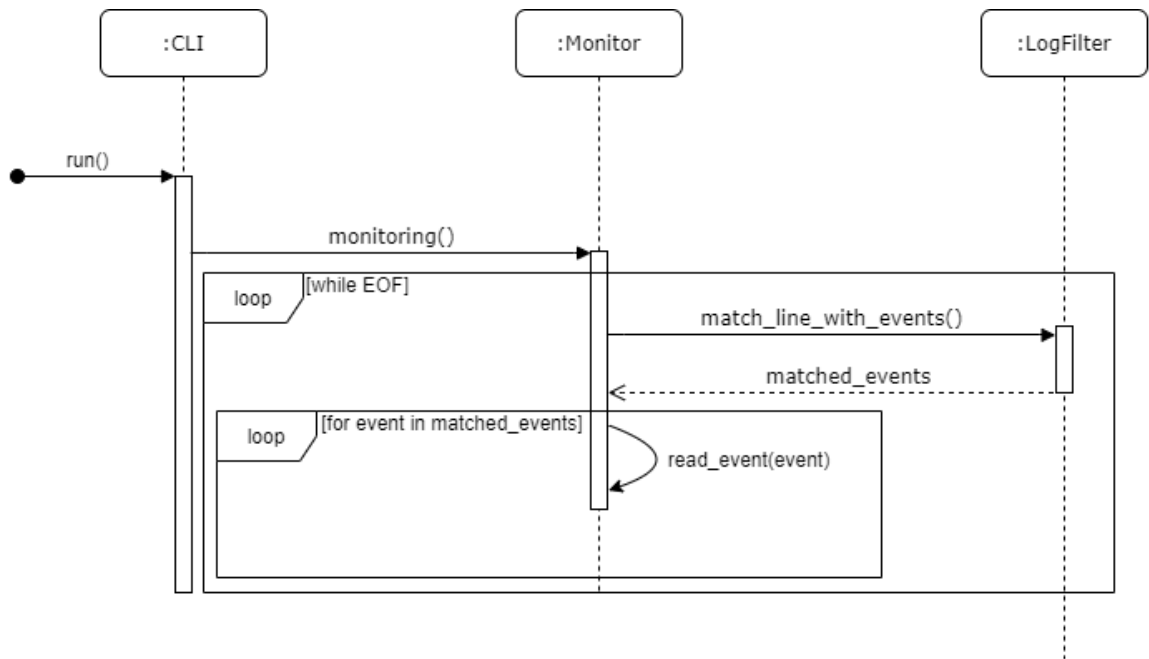 :CLI
:Monitor
:LogFilter
run()
monitoring()
loop
[while EOF]
match_line_with_events()
matched_events
loop
[for event in matched_events]
read_event(event)